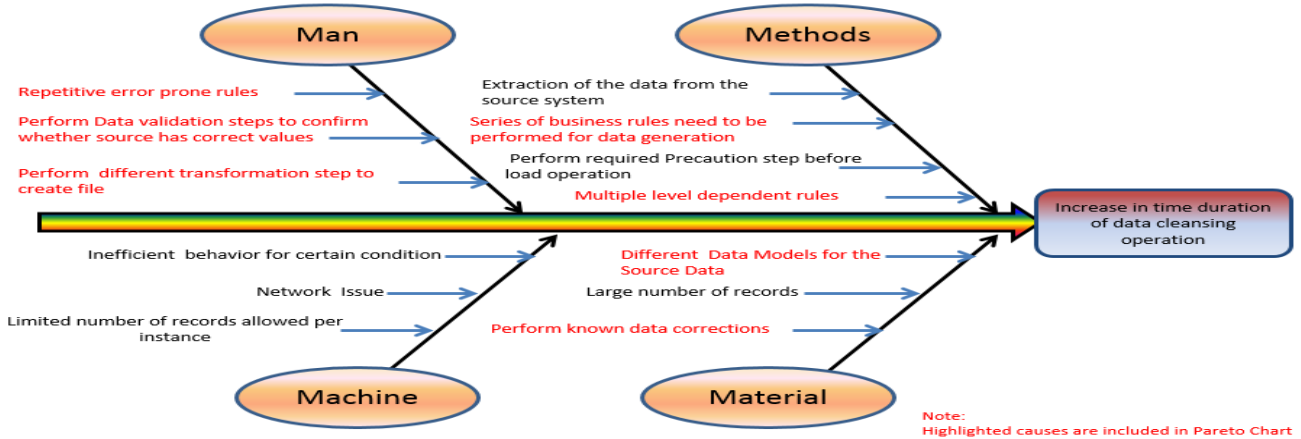 Man
Methods
Repetitive error prone rules
Perform Data validation steps to confirm
whether source has correct values
Perform different transformation step to
create file
Extraction of the data from the
source system
Series of business rules need to be
performed for data generation
Perform required Precaution step before
load operation
Multiple level dependent rules
Increase in time duration
of data cleansing
operation
Inefficient behavior for certain condition
Network Issue
Limited number of records allowed per
instance
Different Data Models for the
Source Data
Large number of records
Perform known data corrections
Machine
Material
Note:
Highlighted causes are included in Pareto Chart